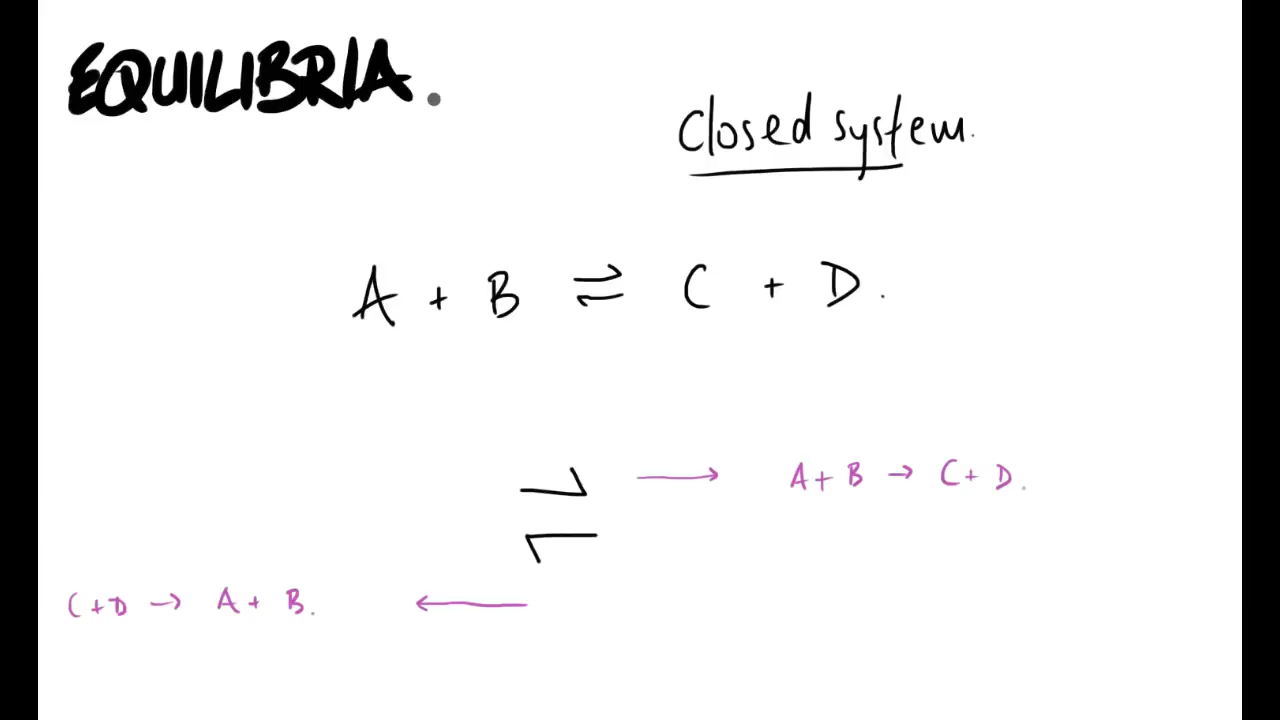 EQUILIBRIA.
Closed system.
A + B ⇌ C + D.
⇌ → A + B → C + D.
C + D → A + B. ←